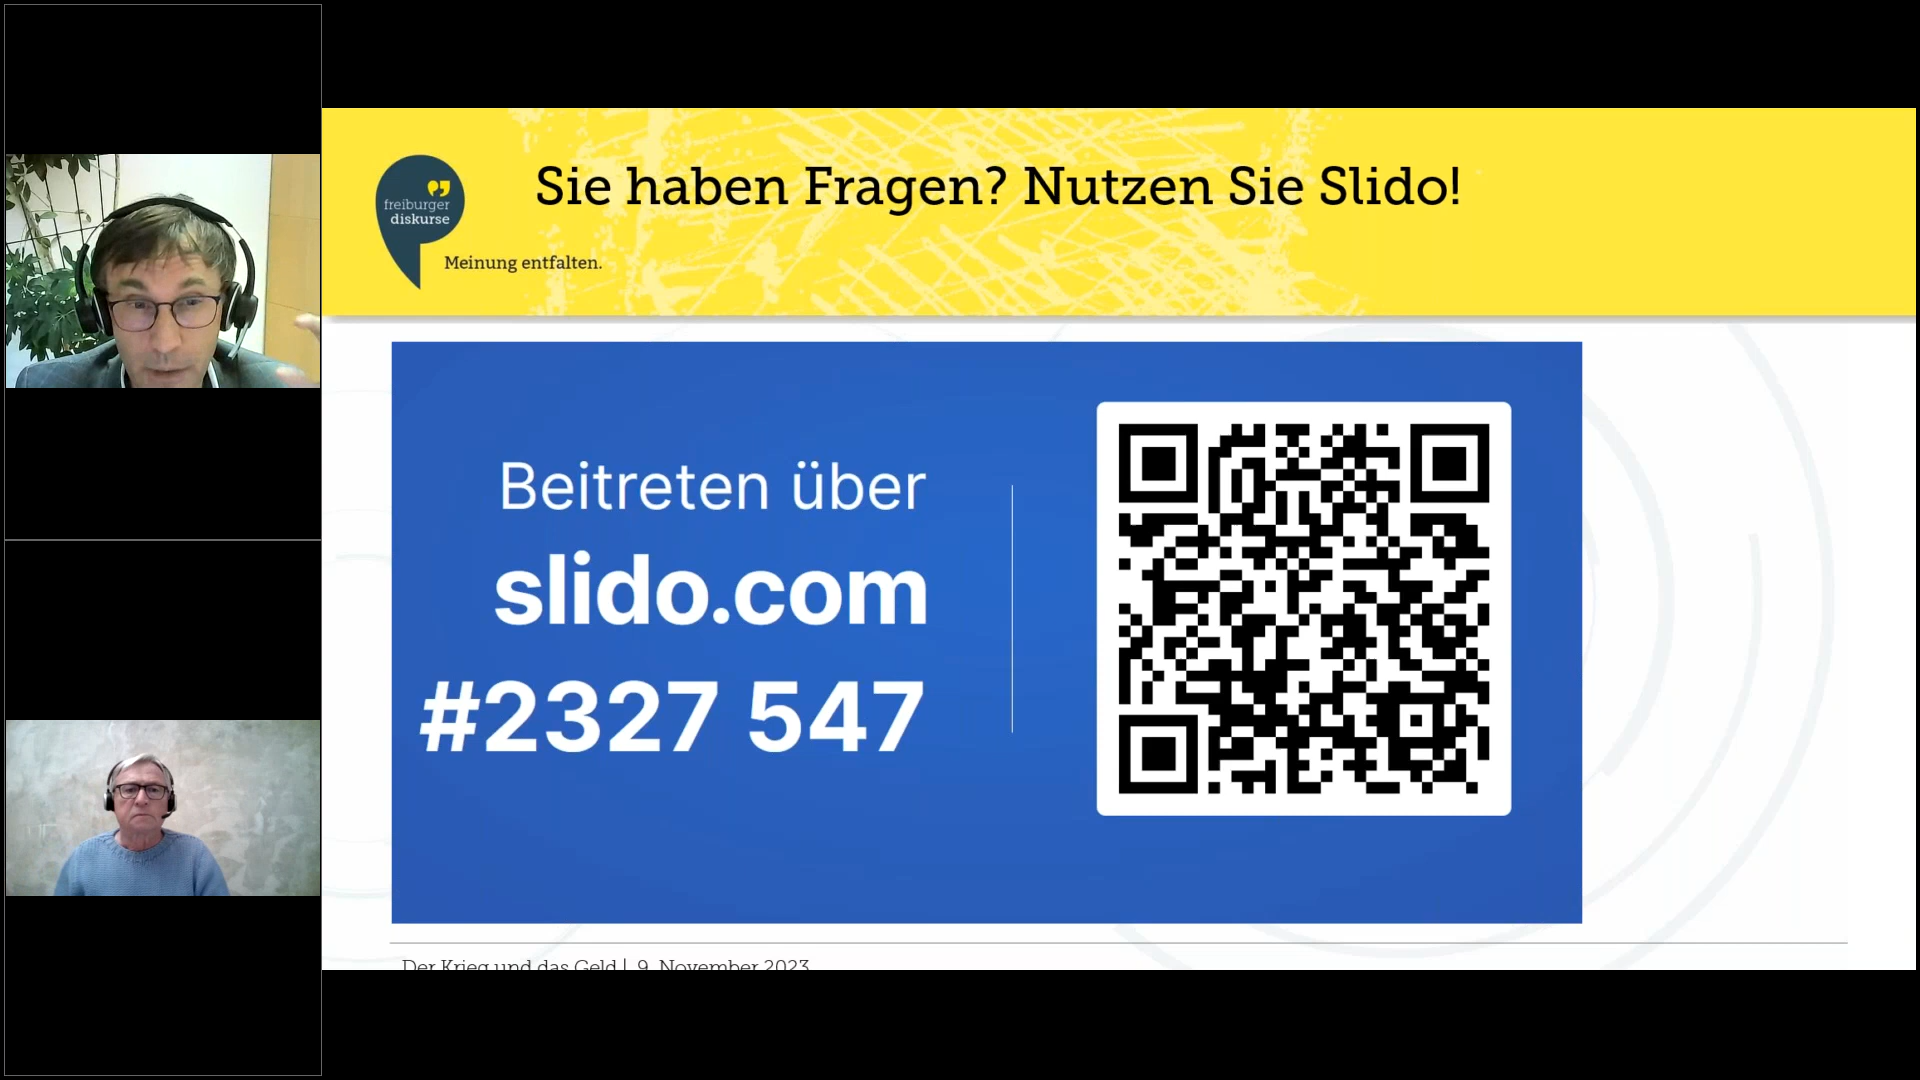 Sie haben Fragen? Nutzen Sie Slido!
freiburger
diskurse
Meinung entfalten.
Beitreten über
slido.com
#2327 547
Der Krieg und das Geld | 9. November 2023